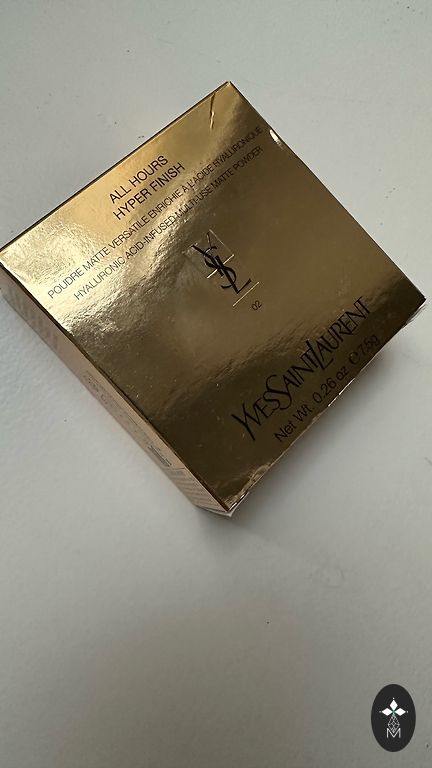 ALL HOURS
HYPER FINISH
POUDRE MATTE VERSATILE ENRICHIE À L'ACIDE HYALURONIQUE
HYALURONIC ACID-INFUSED MULTI-USE MATTE POWDER
YSL
02
YVESSAINTLAURENT
Net Wt. 0.26 oz ℮ 7.5g
M